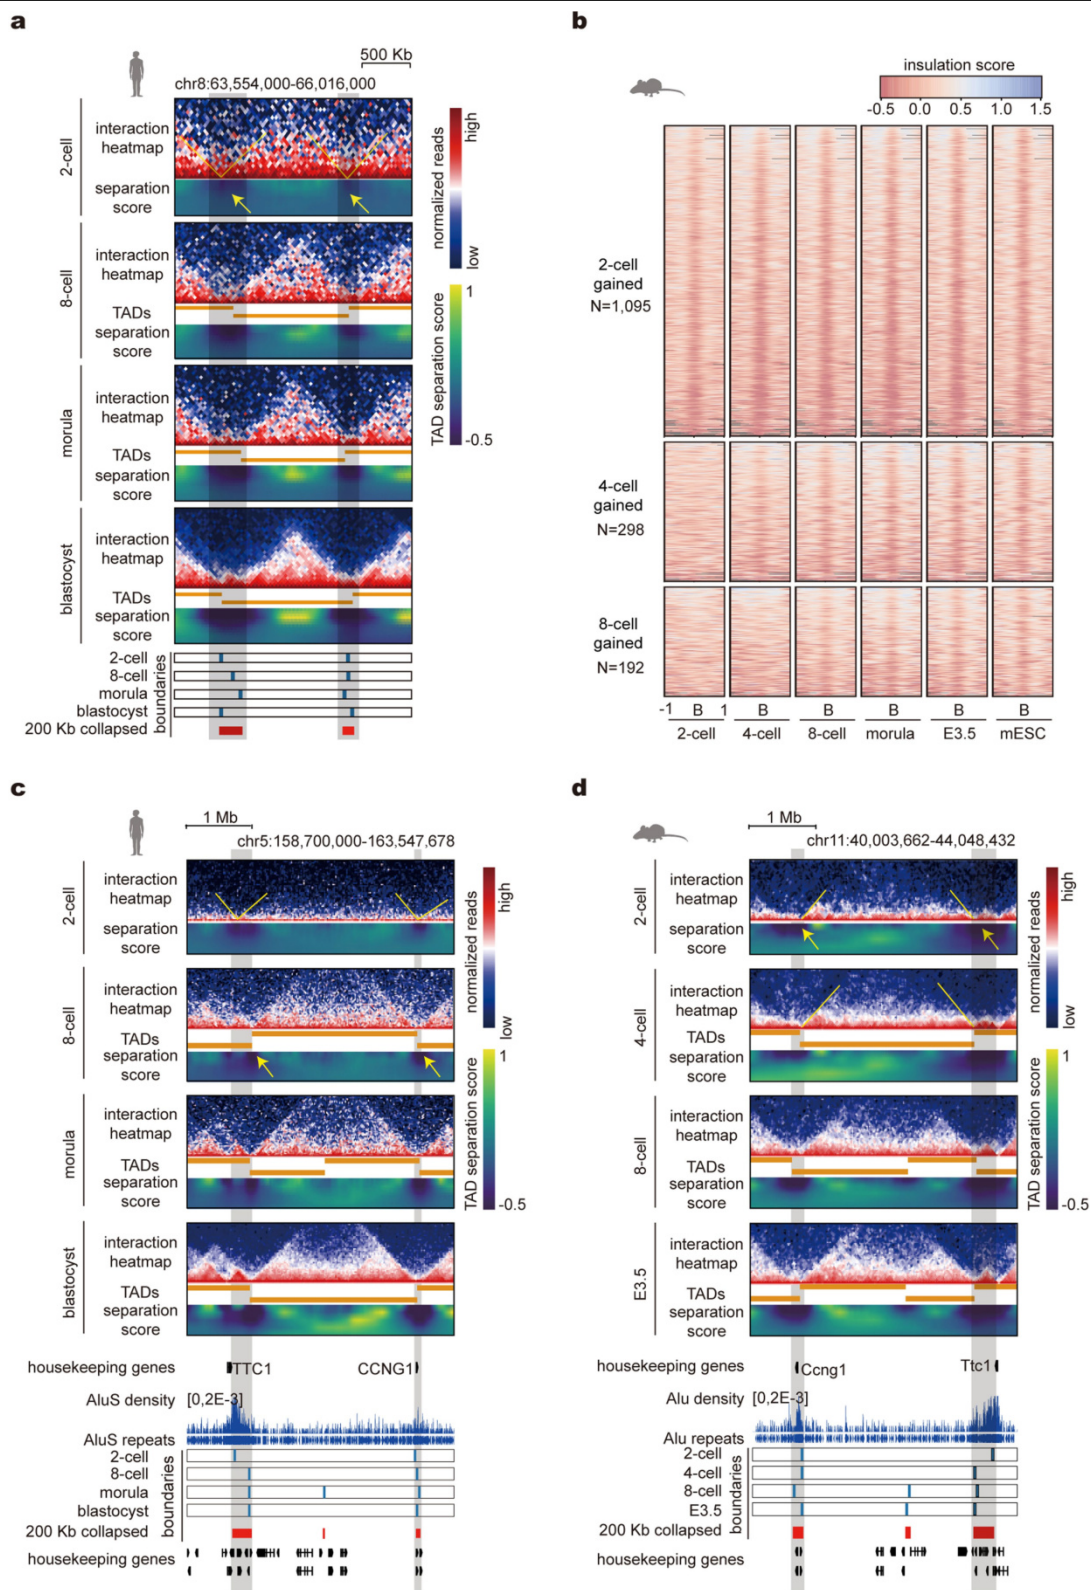 a
500 Kb
chr8:63,554,000-66,016,000
2-cell
interaction
heatmap
separation
score
8-cell
interaction
heatmap
TADs
separation
score
morula
interaction
heatmap
TADs
separation
score
blastocyst
interaction
heatmap
TADs
separation
score
high
normalized reads
low
1
TAD separation score
-0.5
boundaries
2-cell
8-cell
morula
blastocyst
200 Kb collapsed
b
insulation score
-0.5 0.0 0.5 1.0 1.5
2-cell
gained
N=1,095
4-cell
gained
N=298
8-cell
gained
N=192
-1 B 1 B B B B B
2-cell 4-cell 8-cell morula E3.5 mESC
c
1 Mb
chr5:158,700,000-163,547,678
2-cell
interaction
heatmap
separation
score
8-cell
interaction
heatmap
TADs
separation
score
morula
interaction
heatmap
TADs
separation
score
blastocyst
interaction
heatmap
TADs
separation
score
high
normalized reads
low
1
TAD separation score
-0.5
housekeeping genes
TTC1 CCNG1
AluS density [0,2E-3]
AluS repeats
boundaries
2-cell
8-cell
morula
blastocyst
200 Kb collapsed
housekeeping genes
d
1 Mb
chr11:40,003,662-44,048,432
2-cell
interaction
heatmap
separation
score
4-cell
interaction
heatmap
TADs
separation
score
8-cell
interaction
heatmap
TADs
separation
score
E3.5
interaction
heatmap
TADs
separation
score
high
normalized reads
low
1
TAD separation score
-0.5
housekeeping genes
Ccng1 Ttc1
Alu density [0,2E-3]
Alu repeats
boundaries
2-cell
4-cell
8-cell
E3.5
200 Kb collapsed
housekeeping genes